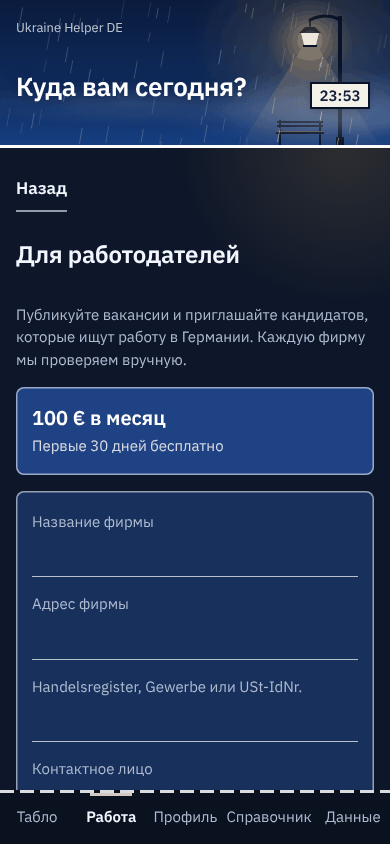 Ukraine Helper DE
Куда вам сегодня?
23:53
Назад
Для работодателей
Публикуйте вакансии и приглашайте кандидатов,
которые ищут работу в Германии. Каждую фирму
мы проверяем вручную.
100 € в месяц
Первые 30 дней бесплатно
Название фирмы
Адрес фирмы
Handelsregister, Gewerbe или USt-IdNr.
Контактное лицо
Табло Работа Профиль Справочник Данные